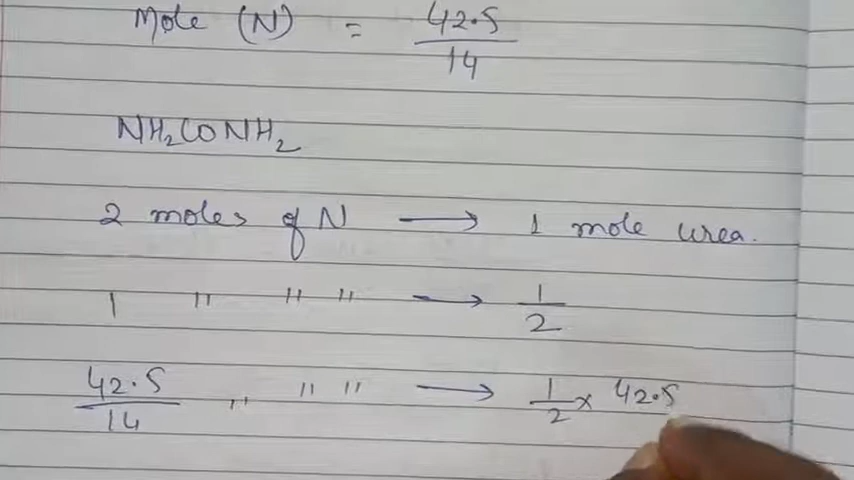 Mole (N) = 42.5/14
NH₂CONH₂
2 moles of N → 1 mole urea.
1 " " " → 1/2
42.5/14 " " " → 1/2 × 42.5